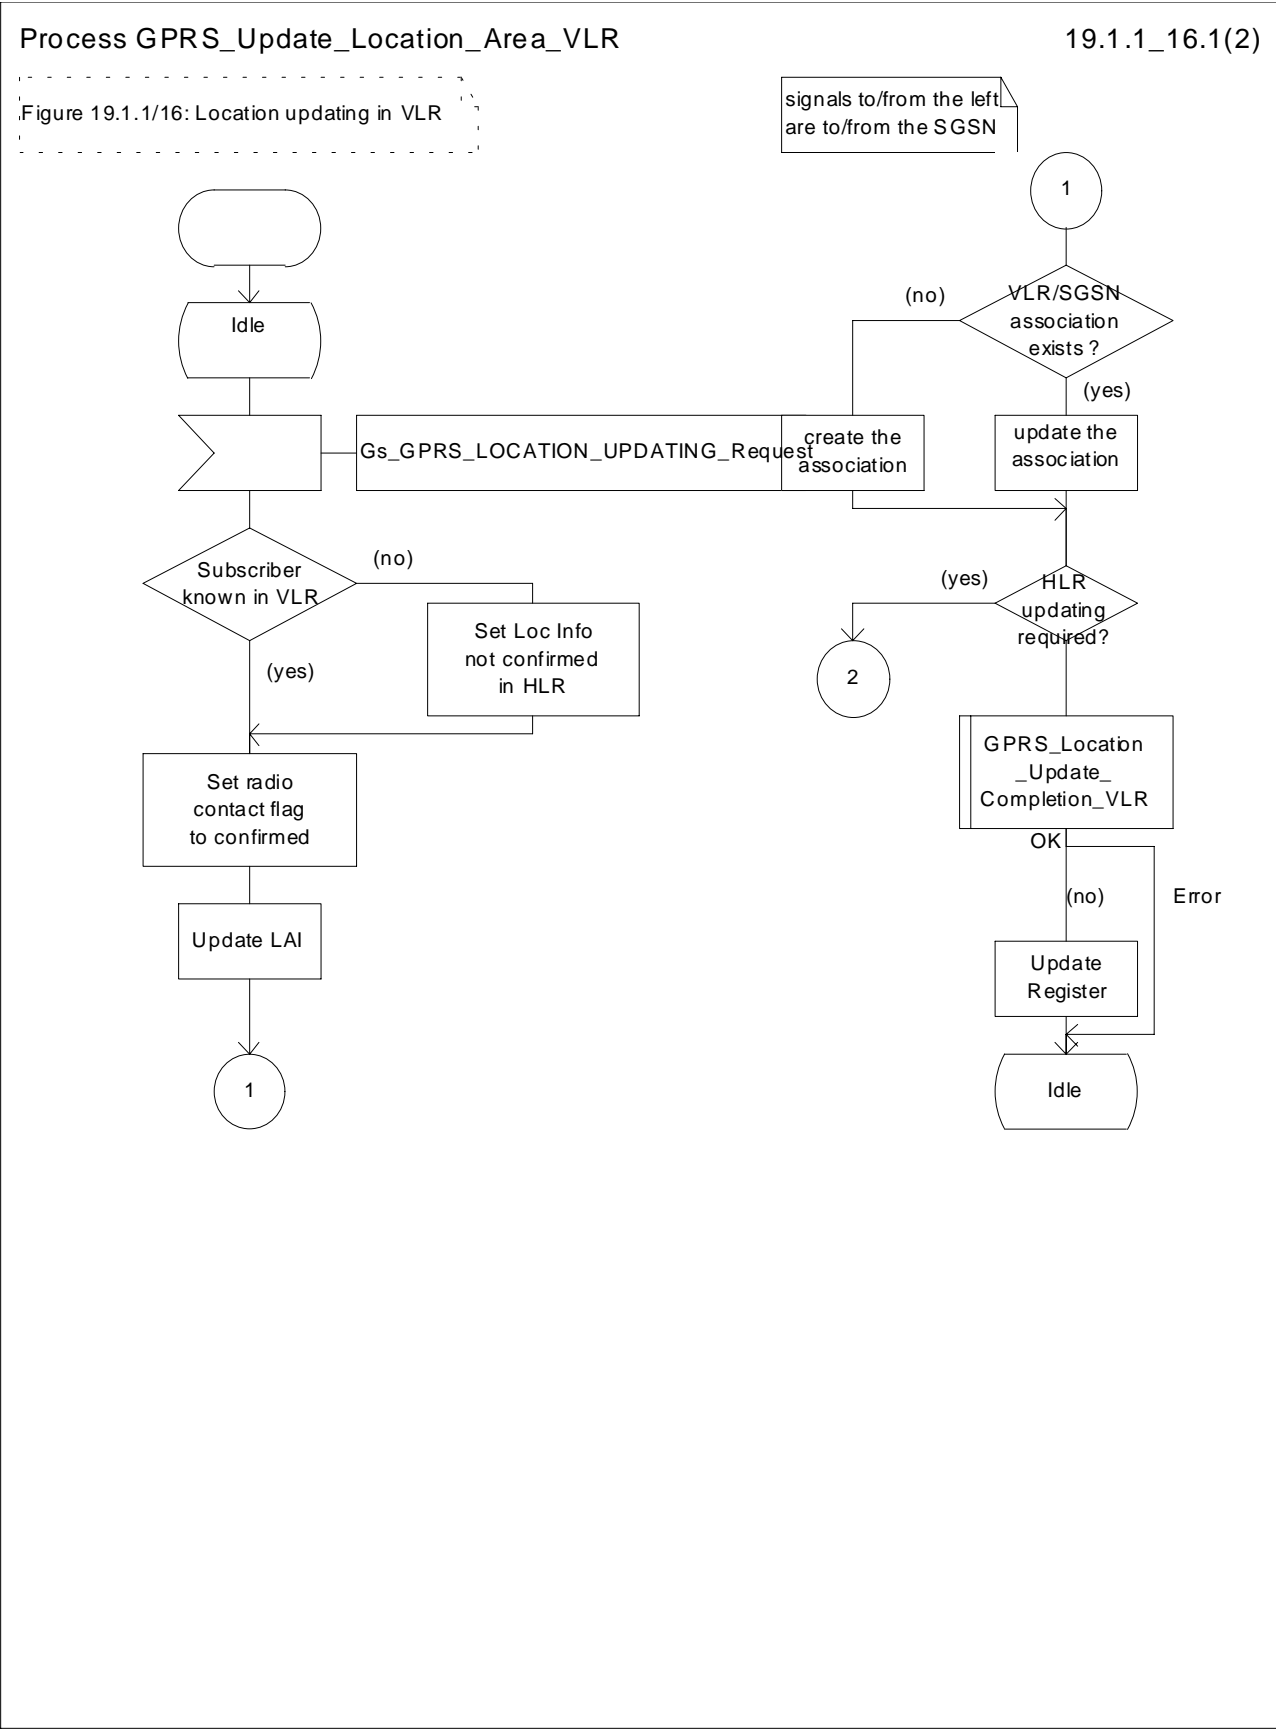 Process GPRS_Update_Location_Area_VLR
19.1.1_16.1(2)
Figure 19.1.1/16: Location updating in VLR
signals to/from the left
are to/from the SGSN
Idle
Gs_GPRS_LOCATION_UPDATING_Request
Subscriber
known in VLR
(no)
(yes)
Set Loc Info
not confirmed
in HLR
Set radio
contact flag
to confirmed
Update LAI
1
1
VLR/SGSN
association
exists ?
(no)
(yes)
create the
association
update the
association
HLR
updating
required?
(yes)
2
GPRS_Location
_Update_
Completion_VLR
OK
(no)
Error
Update
Register
Idle